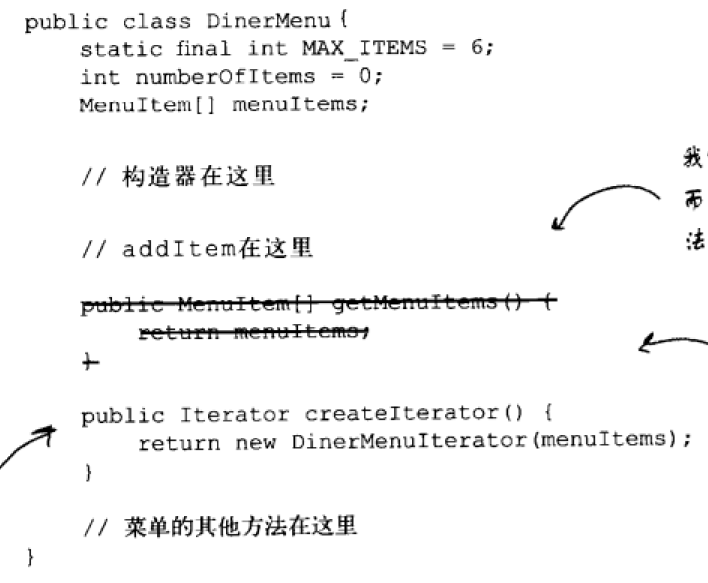 public class DinerMenu {
static final int MAX_ITEMS = 6;
int numberOfItems = 0;
MenuItem[] menuItems;
// 构造器在这里
// addItem在这里
public MenuItem[] getMenuItems() {
return menuItems;
}
public Iterator createIterator() {
return new DinerMenuIterator(menuItems);
}
// 菜单的其他方法在这里
}
我
而
法